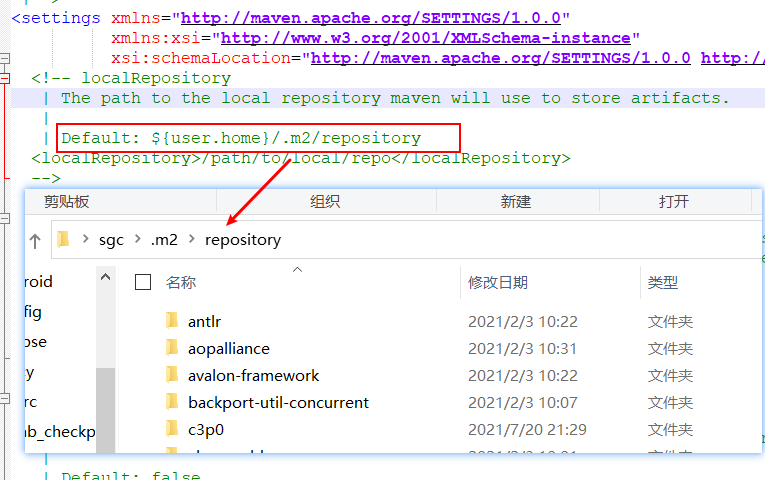 <settings xmlns="http://maven.apache.org/SETTINGS/1.0.0"
xmlns:xsi="http://www.w3.org/2001/XMLSchema-instance"
xsi:schemaLocation="http://maven.apache.org/SETTINGS/1.0.0 http:/
<!-- localRepository
| The path to the local repository maven will use to store artifacts.
|
| Default: ${user.home}/.m2/repository
<localRepository>/path/to/local/repo</localRepository>
-->
剪贴板 组织 新建 打开
sgc .m2 repository
名称 修改日期 类型
antlr 2021/2/3 10:22 文件夹
aopalliance 2021/2/3 10:31 文件夹
avalon-framework 2021/2/3 10:22 文件夹
backport-util-concurrent 2021/2/3 10:07 文件夹
c3p0 2021/7/20 21:29 文件夹
| Default: false